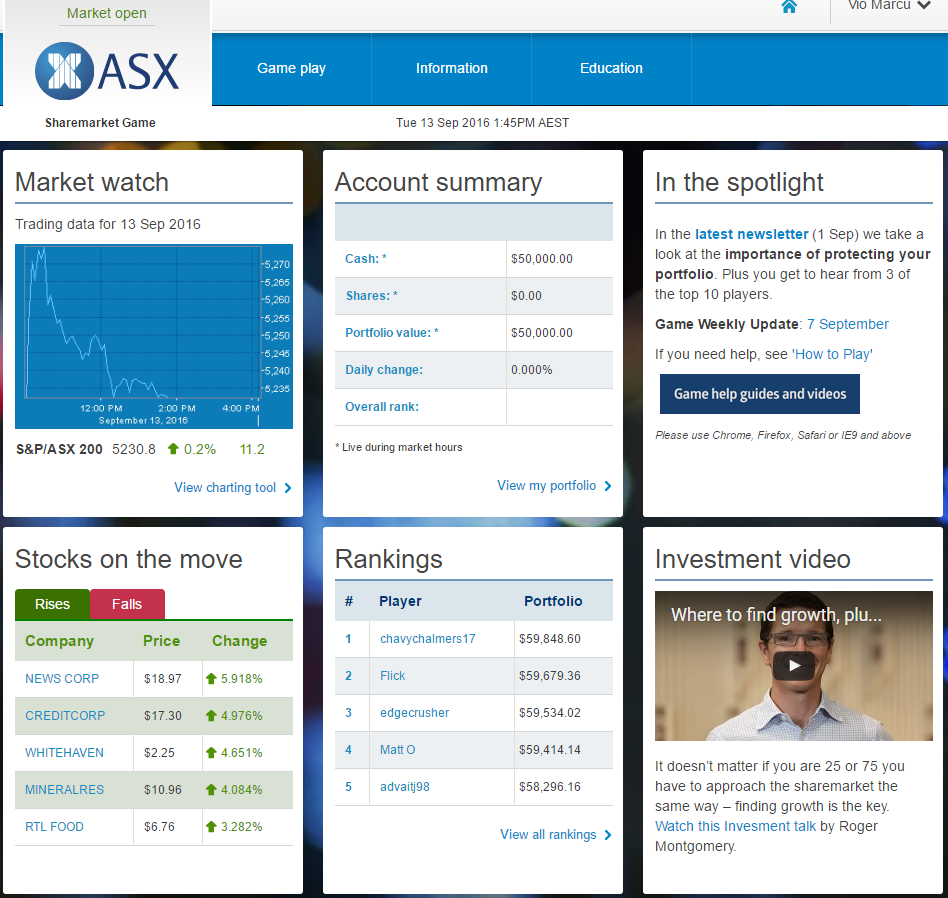 Market open
Vio Marcu
ASX
Game play
Information
Education
Sharemarket Game
Tue 13 Sep 2016 1:45PM AEST
Market watch
Trading data for 13 Sep 2016
5,270
5,265
5,260
5,255
5,250
5,245
5,240
5,235
12:00 PM 2:00 PM 4:00 PM
September 13, 2016
S&P/ASX 200 5230.8 0.2% 11.2
View charting tool
Account summary
Cash: * $50,000.00
Shares: * $0.00
Portfolio value: * $50,000.00
Daily change: 0.000%
Overall rank:
* Live during market hours
View my portfolio
In the spotlight
In the latest newsletter (1 Sep) we take a
look at the importance of protecting your
portfolio. Plus you get to hear from 3 of
the top 10 players.
Game Weekly Update: 7 September
If you need help, see 'How to Play'
Game help guides and videos
Please use Chrome, Firefox, Safari or IE9 and above
Stocks on the move
Rises Falls
Company Price Change
NEWS CORP $18.97 5.918%
CREDITCORP $17.30 4.976%
WHITEHAVEN $2.25 4.651%
MINERALRES $10.96 4.084%
RTL FOOD $6.76 3.282%
Rankings
# Player Portfolio
1 chavychalmers17 $59,848.60
2 Flick $59,679.36
3 edgecrusher $59,534.02
4 Matt O $59,414.14
5 advaitj98 $58,296.16
View all rankings
Investment video
Where to find growth, plu...
It doesn't matter if you are 25 or 75 you
have to approach the sharemarket the
same way – finding growth is the key.
Watch this Invesment talk by Roger
Montgomery.